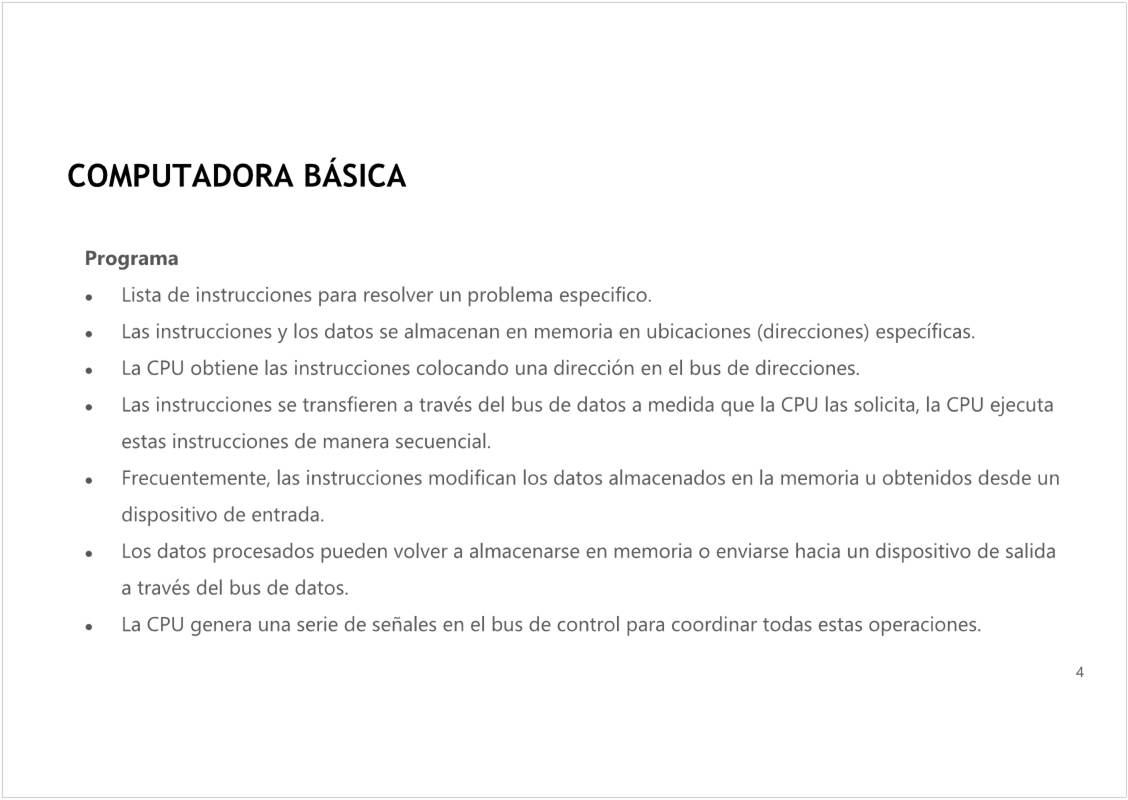 COMPUTADORA BÁSICA
Programa
• Lista de instrucciones para resolver un problema especifico.
• Las instrucciones y los datos se almacenan en memoria en ubicaciones (direcciones) específicas.
• La CPU obtiene las instrucciones colocando una dirección en el bus de direcciones.
• Las instrucciones se transfieren a través del bus de datos a medida que la CPU las solicita, la CPU ejecuta
estas instrucciones de manera secuencial.
• Frecuentemente, las instrucciones modifican los datos almacenados en la memoria u obtenidos desde un
dispositivo de entrada.
• Los datos procesados pueden volver a almacenarse en memoria o enviarse hacia un dispositivo de salida
a través del bus de datos.
• La CPU genera una serie de señales en el bus de control para coordinar todas estas operaciones.
4